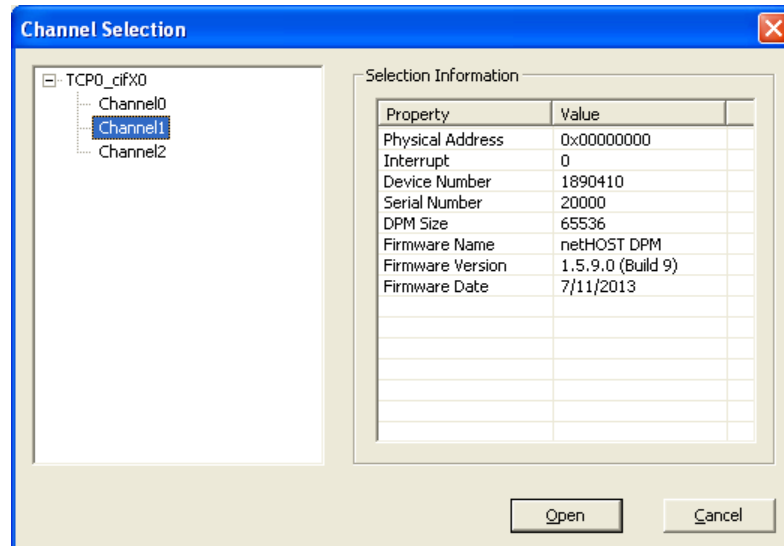 Channel Selection
TCP0_cifX0
Channel0
Channel1
Channel2
Selection Information
Property Value
Physical Address 0x00000000
Interrupt 0
Device Number 1890410
Serial Number 20000
DPM Size 65536
Firmware Name netHOST DPM
Firmware Version 1.5.9.0 (Build 9)
Firmware Date 7/11/2013
Open Cancel